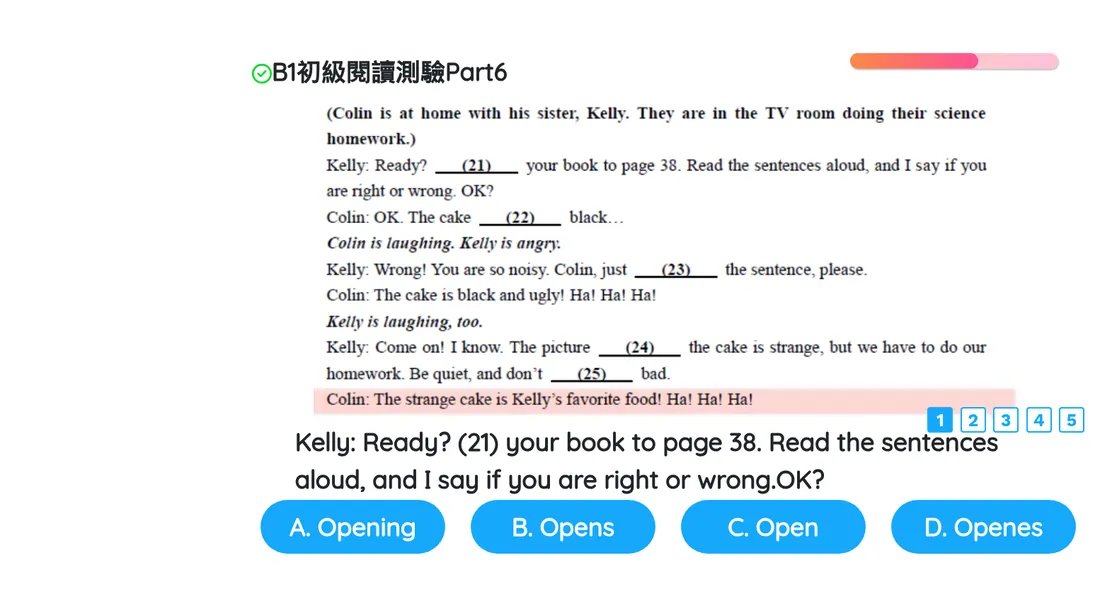 B1初級閱讀測驗Part6
(Colin is at home with his sister, Kelly. They are in the TV room doing their science
homework.)
Kelly: Ready? (21) your book to page 38. Read the sentences aloud, and I say if you
are right or wrong. OK?
Colin: OK. The cake (22) black…
Colin is laughing. Kelly is angry.
Kelly: Wrong! You are so noisy. Colin, just (23) the sentence, please.
Colin: The cake is black and ugly! Ha! Ha! Ha!
Kelly is laughing, too.
Kelly: Come on! I know. The picture (24) the cake is strange, but we have to do our
homework. Be quiet, and don’t (25) bad.
Colin: The strange cake is Kelly’s favorite food! Ha! Ha! Ha!
1 2 3 4 5
Kelly: Ready? (21) your book to page 38. Read the sentences
aloud, and I say if you are right or wrong.OK?
A. Opening B. Opens C. Open D. Openes